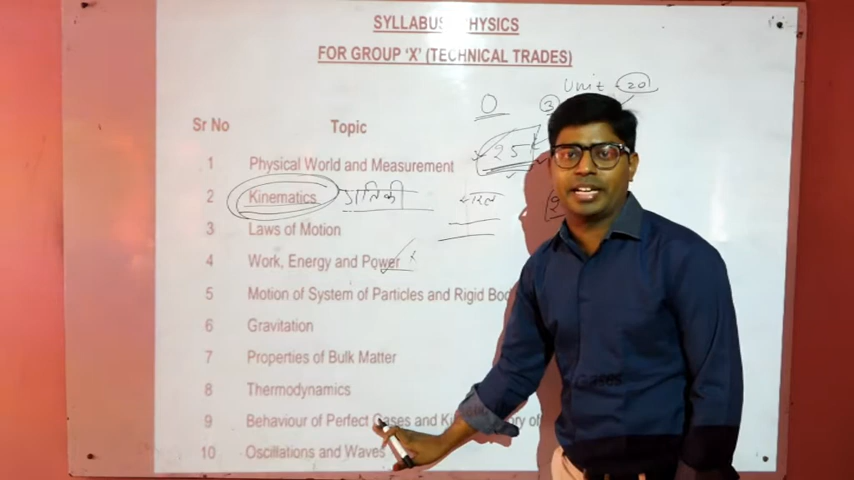 SYLLABUS PHYSICS
FOR GROUP 'X' (TECHNICAL TRADES)
Unit 20
0 3
Sr No Topic
25
1 Physical World and Measurement
2 Kinematics गतिकी
3 Laws of Motion
4 Work, Energy and Power
5 Motion of System of Particles and Rigid
6 Gravitation
7 Properties of Bulk Matter
8 Thermodynamics
9 Behaviour of Perfect Gases and
10 Oscillations and Waves